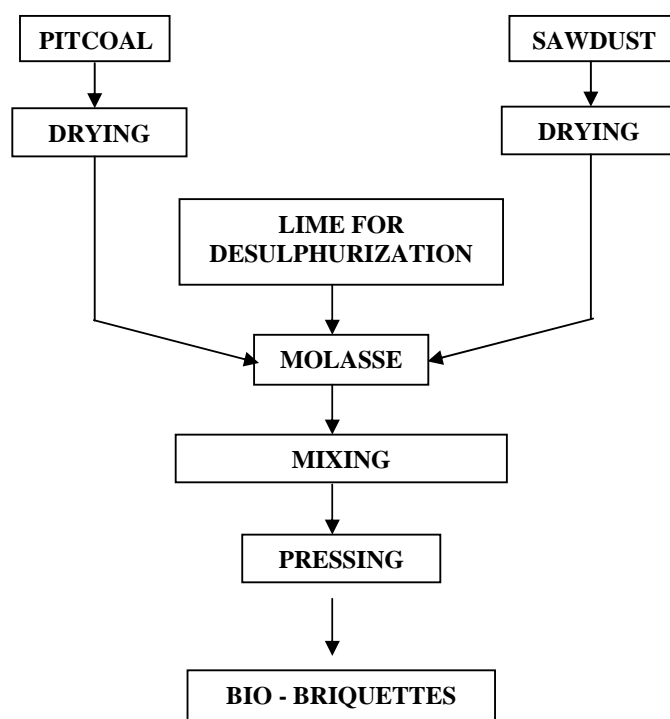 PITCOAL
SAWDUST
DRYING
DRYING
LIME FOR
DESULPHURIZATION
MOLASSE
MIXING
PRESSING
BIO - BRIQUETTES